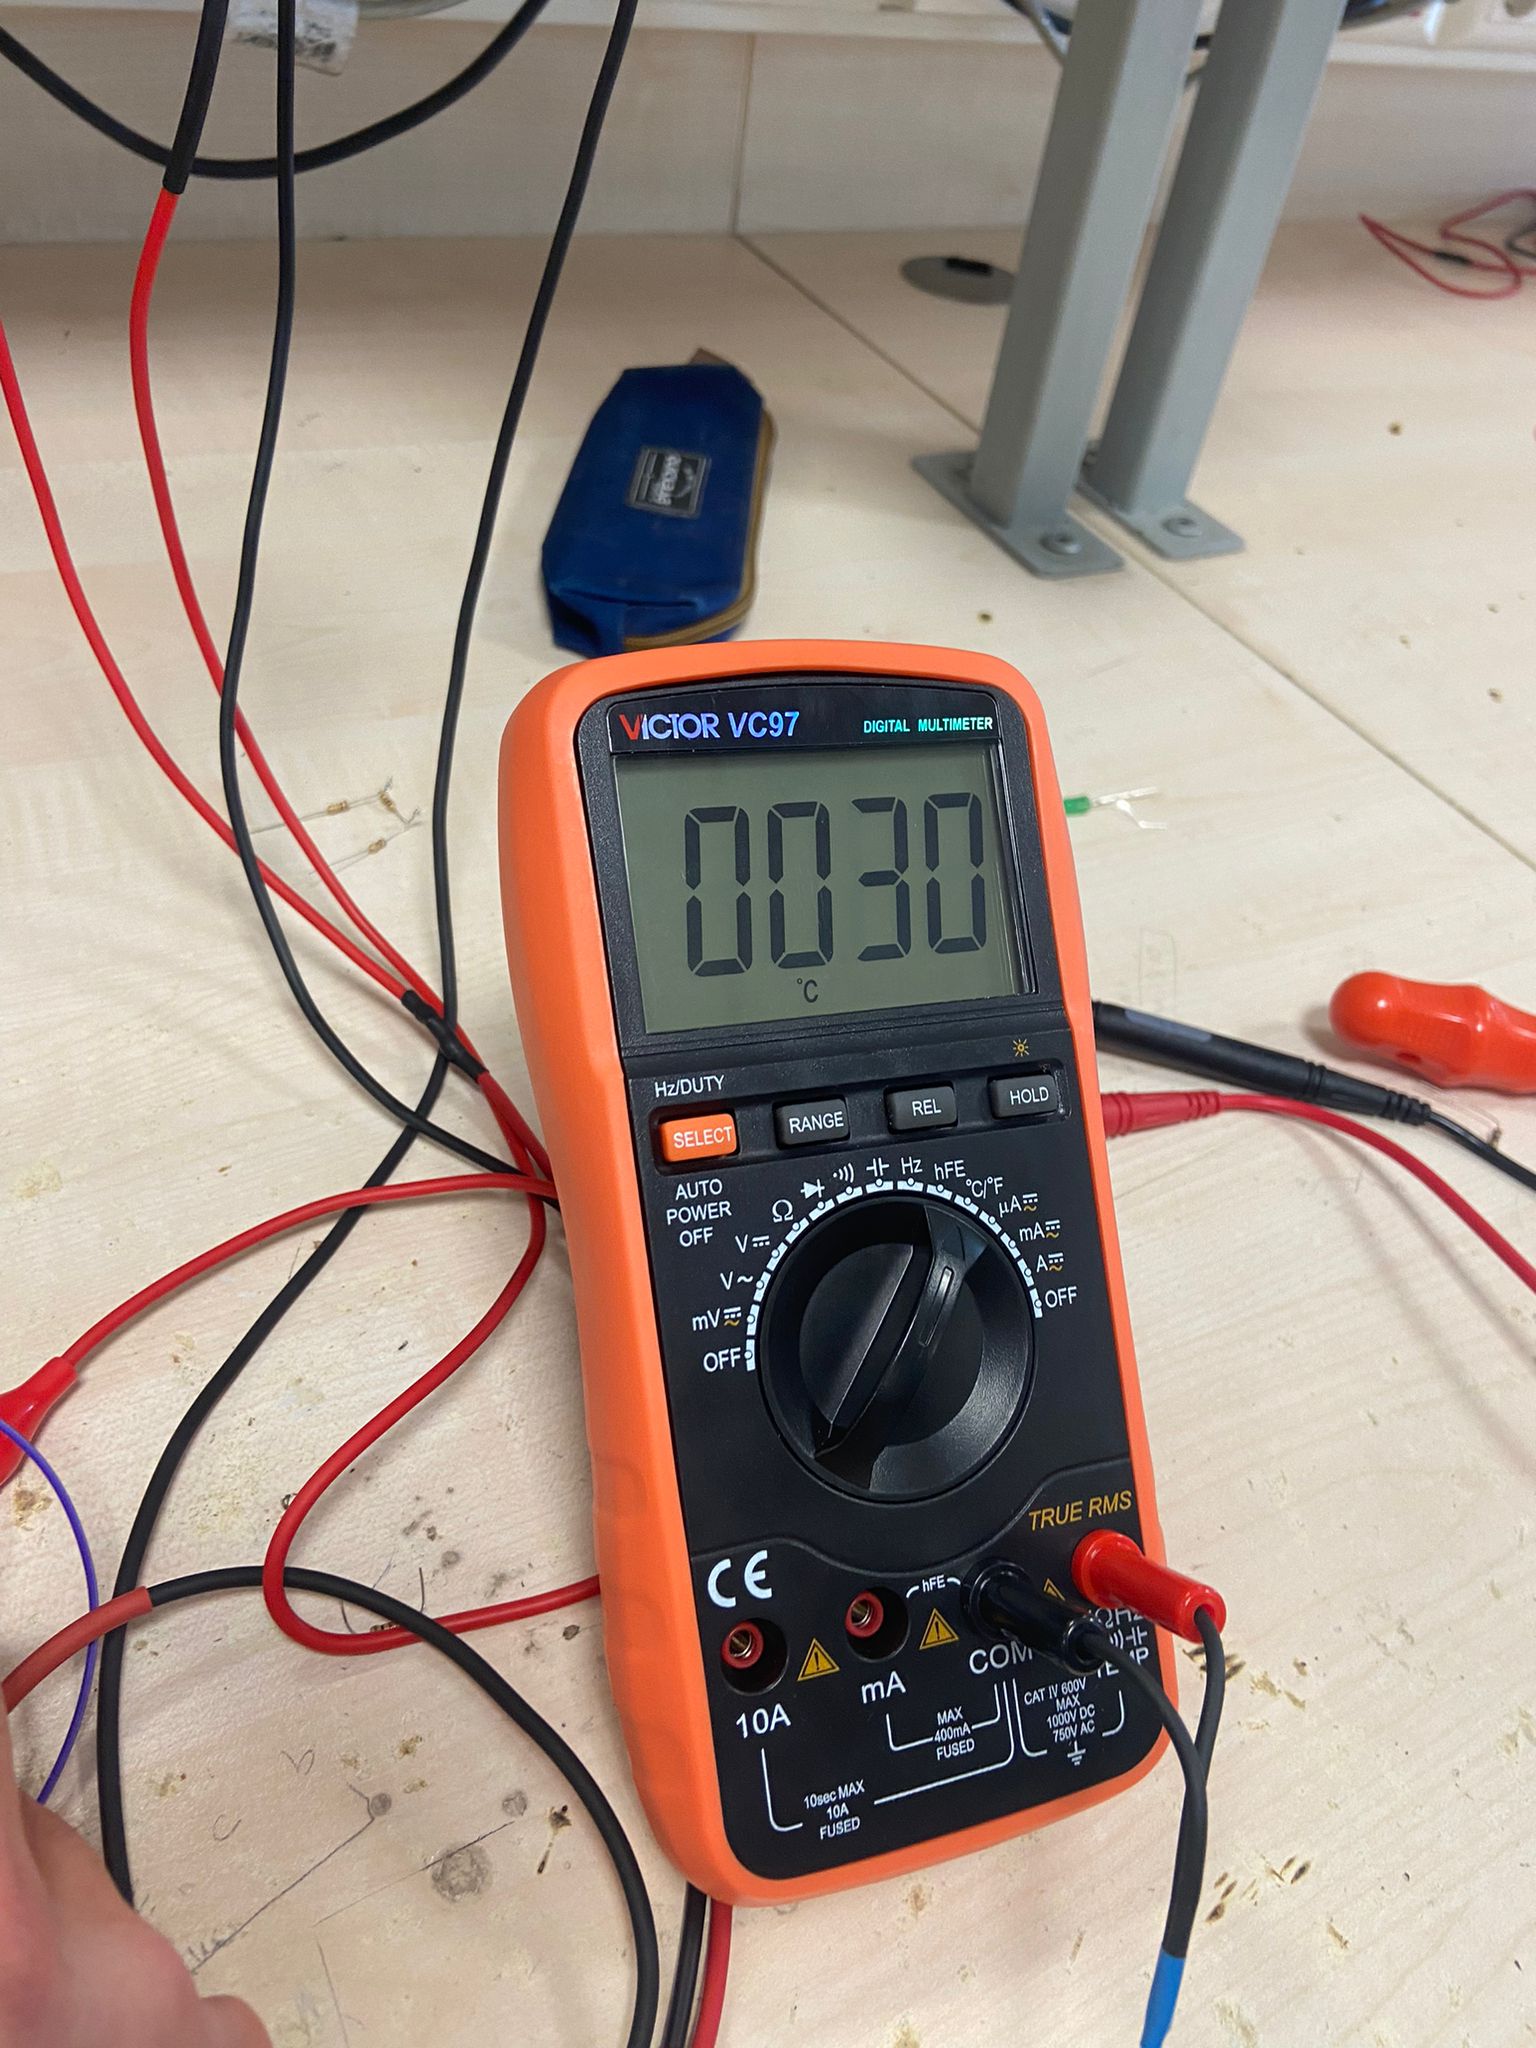 VICTOR VC97 DIGITAL MULTIMETER
0030
°C
Hz/DUTY
SELECT RANGE REL HOLD
AUTO
POWER
OFF
Ω
Hz
hFE
°C/°F
V
V~
mV
OFF
µA
mA
A
OFF
TRUE RMS
CE
hFE
10A
mA
COM
CAT IV 600V
MAX
1000V DC
750V AC
MAX
400mA
FUSED
10sec MAX
10A
FUSED